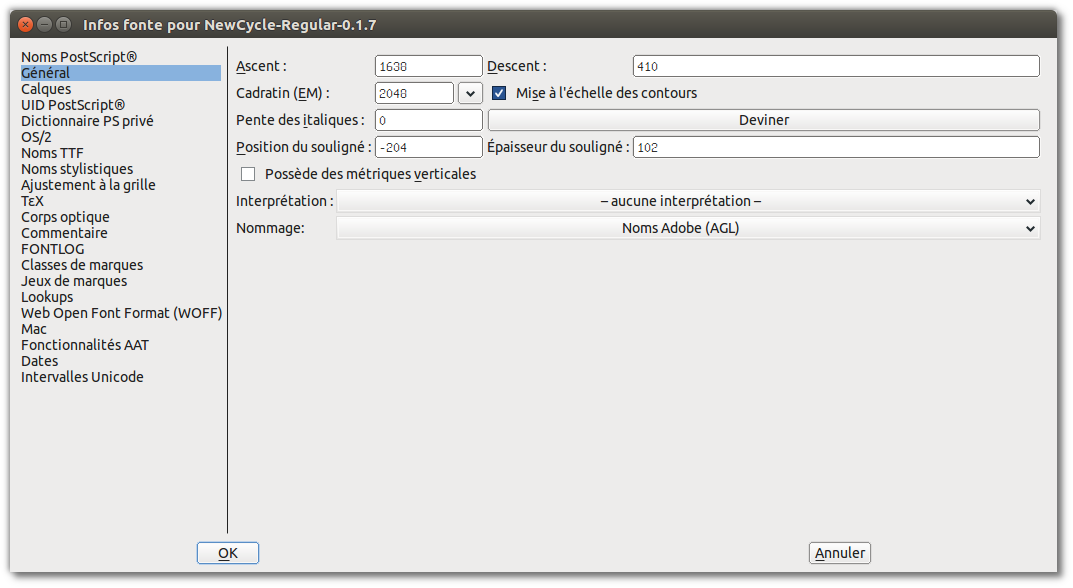 Infos fonte pour NewCycle-Regular-0.1.7
Noms PostScript®
Général
Calques
UID PostScript®
Dictionnaire PS privé
OS/2
Noms TTF
Noms stylistiques
Ajustement à la grille
ΤεΧ
Corps optique
Commentaire
FONTLOG
Classes de marques
Jeux de marques
Lookups
Web Open Font Format (WOFF)
Mac
Fonctionnalités AAT
Dates
Intervalles Unicode
Ascent : 1638 Descent : 410
Cadratin (EM) : 2048 Mise à l'échelle des contours
Pente des italiques : 0 Deviner
Position du souligné : -204 Épaisseur du souligné : 102
Possède des métriques verticales
Interprétation : – aucune interprétation –
Nommage: Noms Adobe (AGL)
OK Annuler